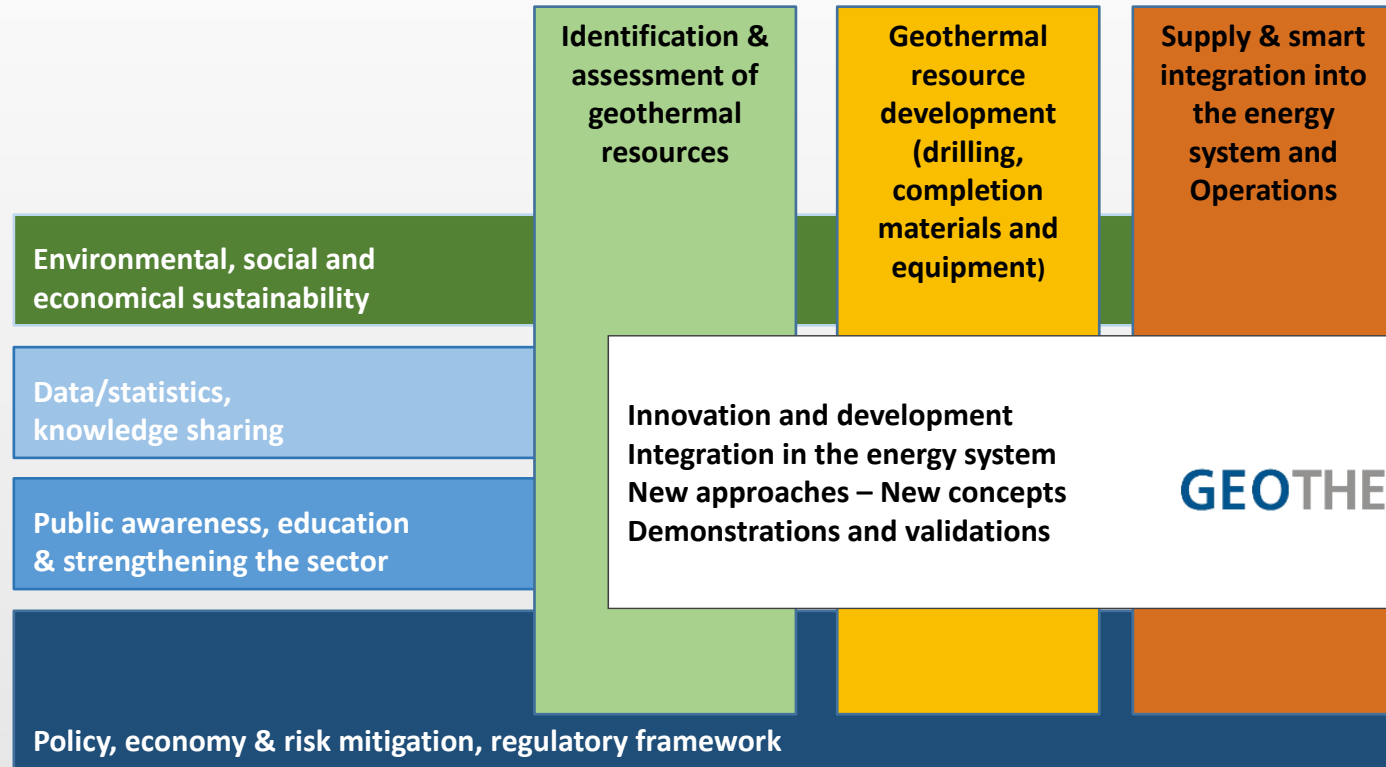 Identification &
assessment of
geothermal
resources
Geothermal
resource
development
(drilling,
completion
materials and
equipment)
Supply & smart
integration into
the energy
system and
Operations
Environmental, social and
economical sustainability
Data/statistics,
knowledge sharing
Public awareness, education
& strengthening the sector
Innovation and development
Integration in the energy system
New approaches – New concepts
Demonstrations and validations
GEOTHE
Policy, economy & risk mitigation, regulatory framework